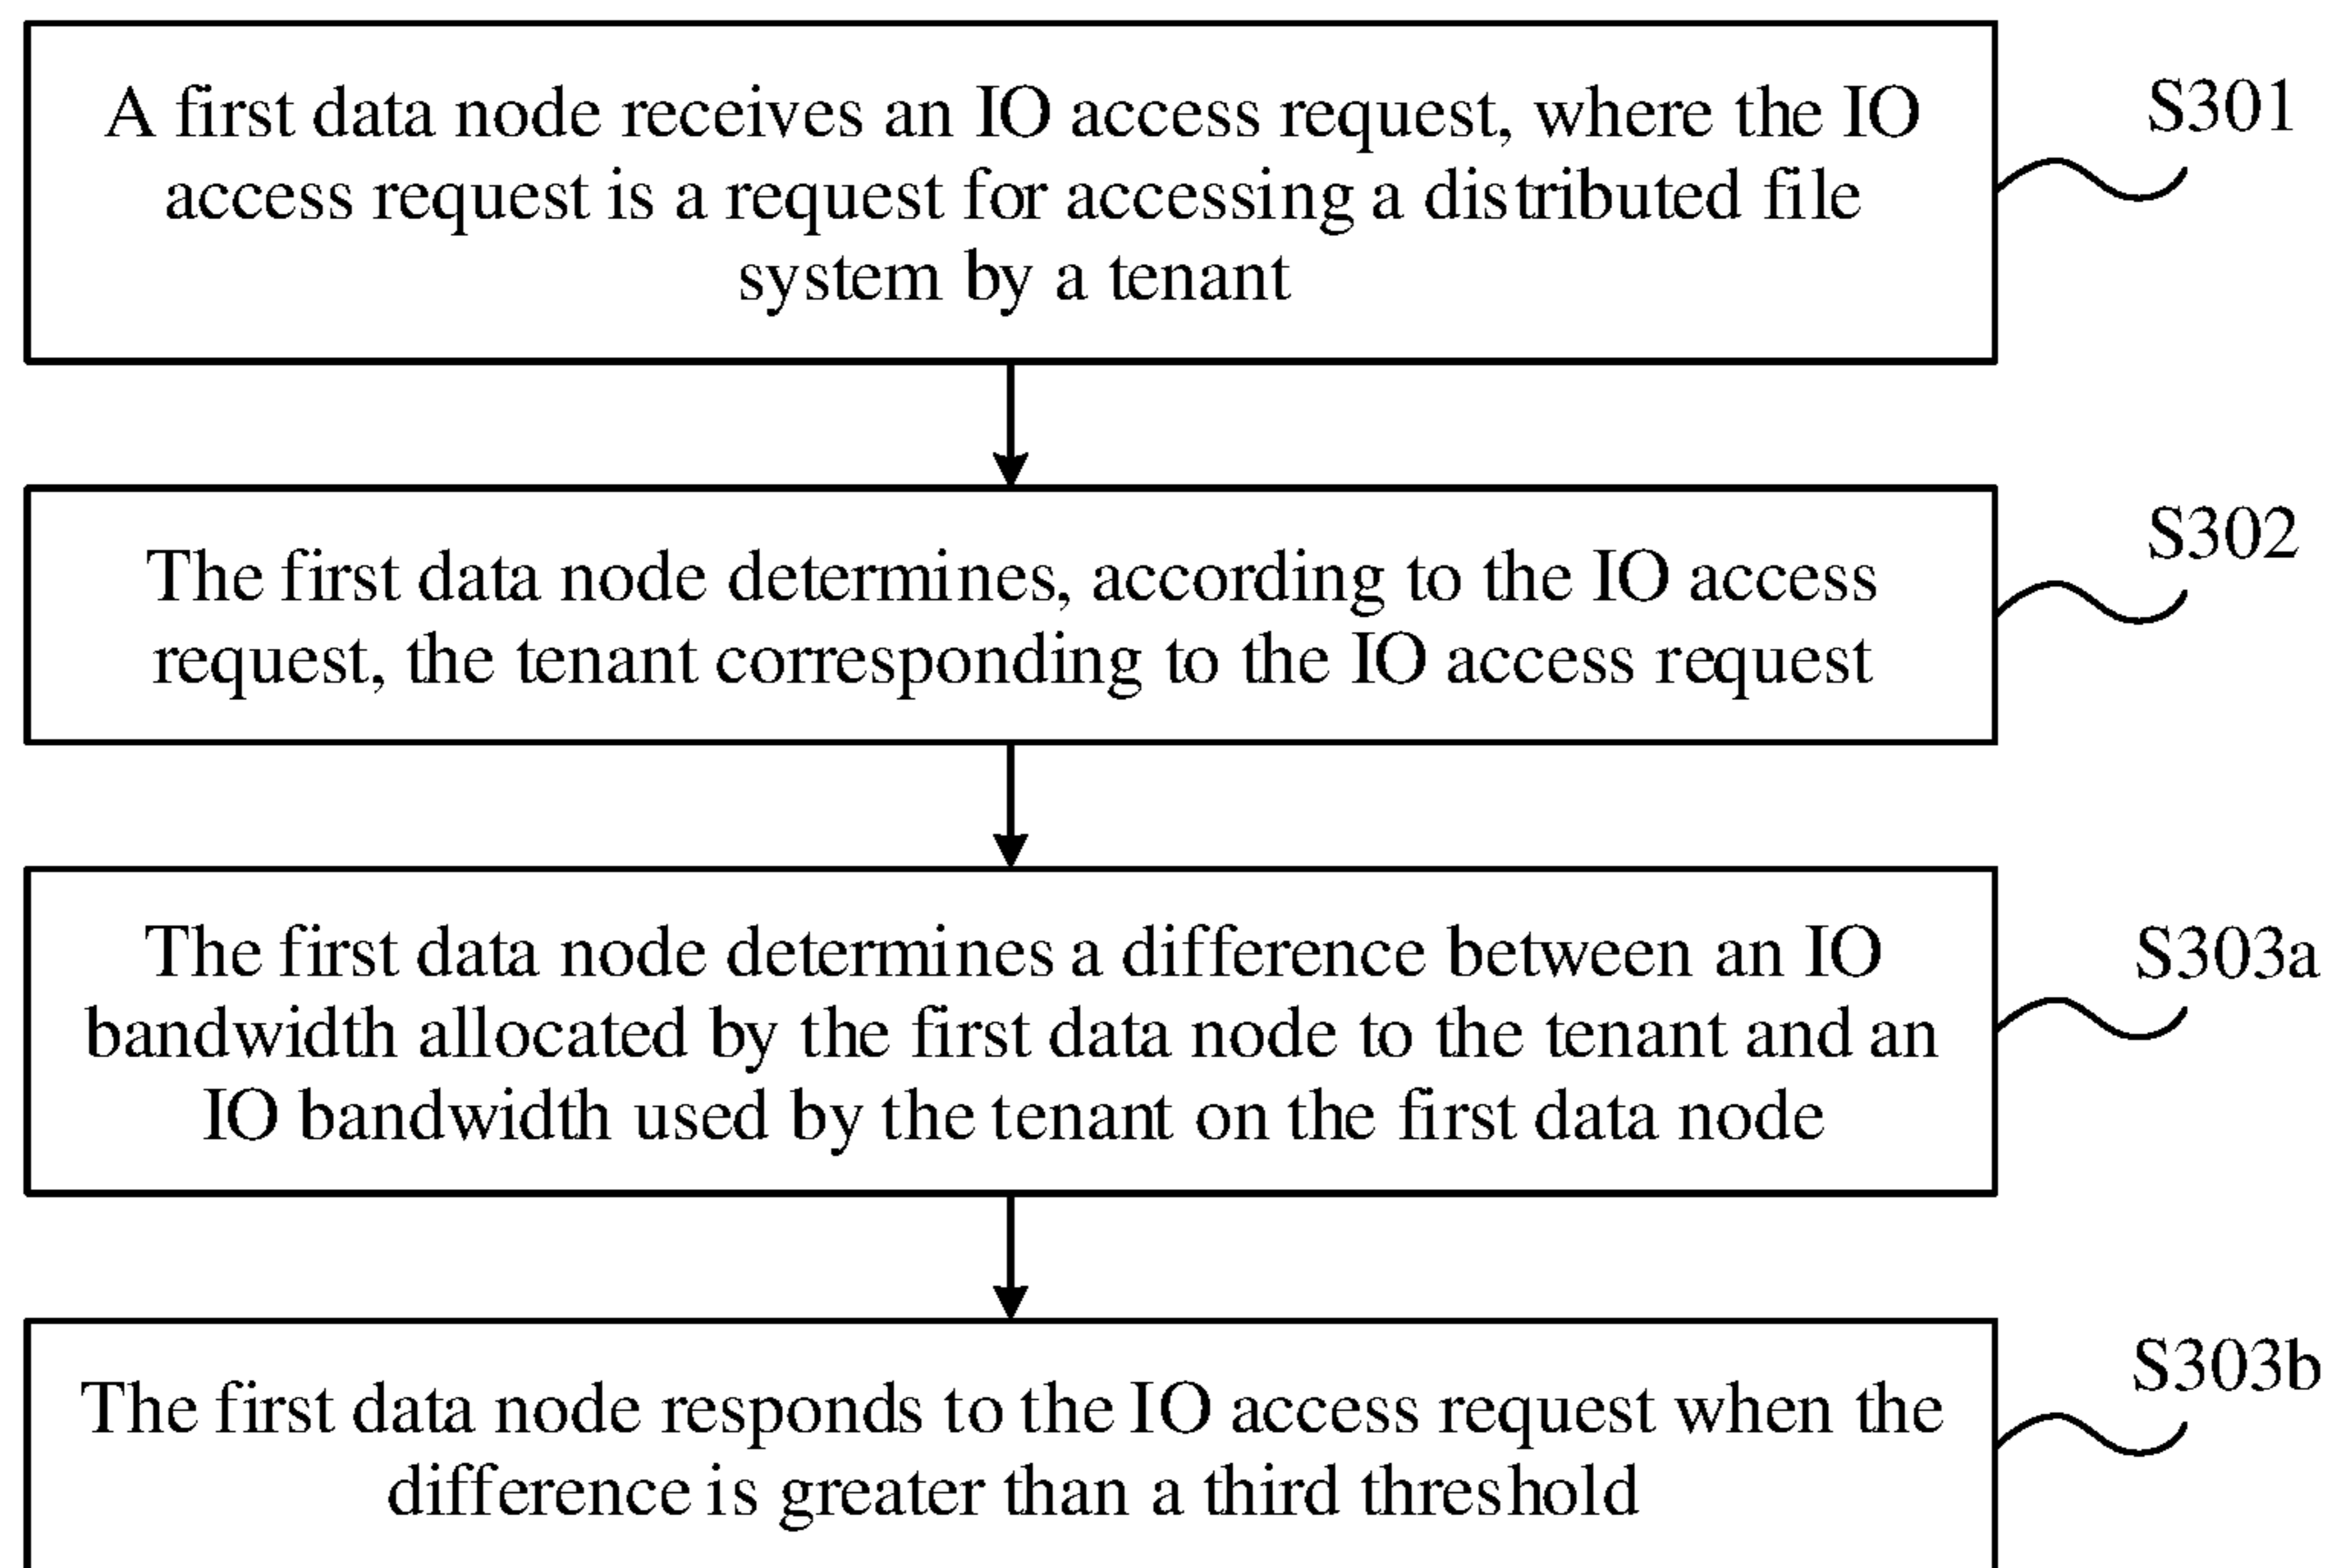 A first data node receives an IO access request, where the IO
access request is a request for accessing a distributed file
system by a tenant
S301
The first data node determines, according to the IO access
request, the tenant corresponding to the IO access request
S302
The first data node determines a difference between an IO
bandwidth allocated by the first data node to the tenant and an
IO bandwidth used by the tenant on the first data node
S303a
The first data node responds to the IO access request when the
difference is greater than a third threshold
S303b